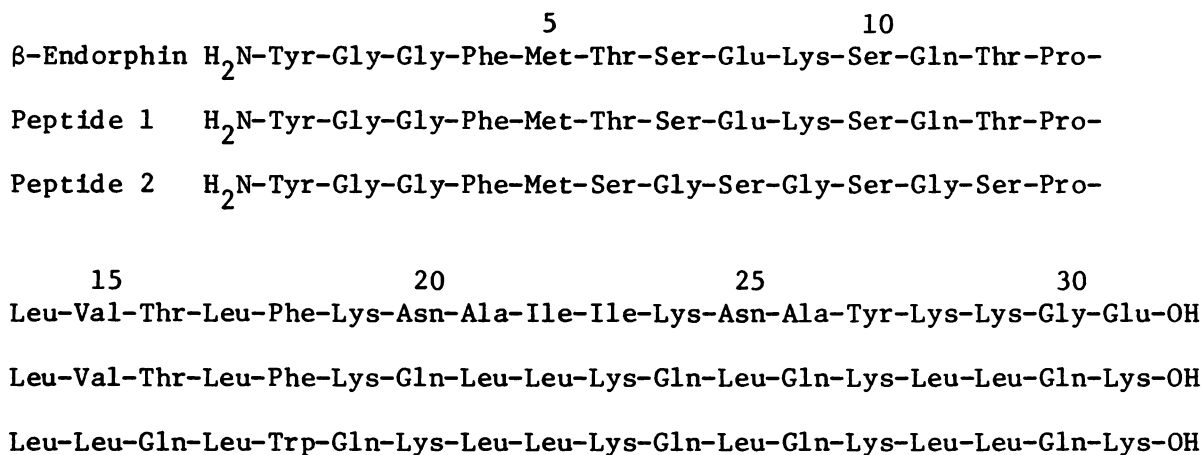 5 10
β-Endorphin H2N-Tyr-Gly-Gly-Phe-Met-Thr-Ser-Glu-Lys-Ser-Gln-Thr-Pro-
Peptide 1 H2N-Tyr-Gly-Gly-Phe-Met-Thr-Ser-Glu-Lys-Ser-Gln-Thr-Pro-
Peptide 2 H2N-Tyr-Gly-Gly-Phe-Met-Ser-Gly-Ser-Gly-Ser-Gly-Ser-Pro-
15 20 25 30
Leu-Val-Thr-Leu-Phe-Lys-Asn-Ala-Ile-Ile-Lys-Asn-Ala-Tyr-Lys-Lys-Gly-Glu-OH
Leu-Val-Thr-Leu-Phe-Lys-Gln-Leu-Leu-Lys-Gln-Leu-Gln-Lys-Leu-Leu-Gln-Lys-OH
Leu-Leu-Gln-Leu-Trp-Gln-Lys-Leu-Leu-Lys-Gln-Leu-Gln-Lys-Leu-Leu-Gln-Lys-OH